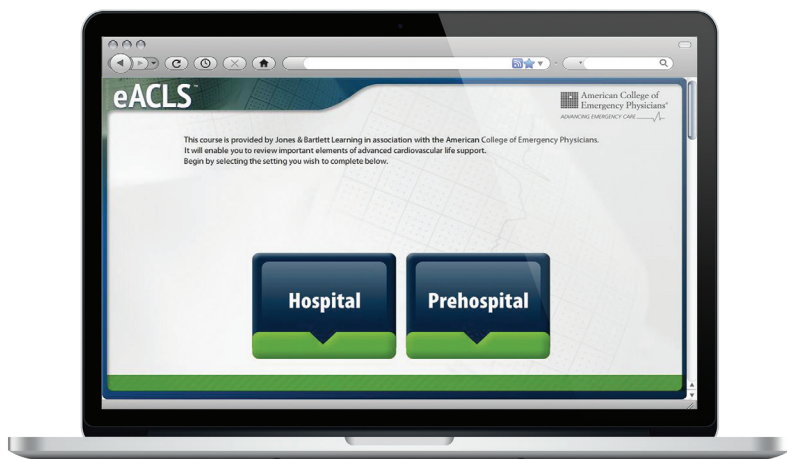 eACLS™
American College of
Emergency Physicians®
ADVANCING EMERGENCY CARE
This course is provided by Jones & Bartlett Learning in association with the American College of Emergency Physicians.
It will enable you to review important elements of advanced cardiovascular life support.
Begin by selecting the setting you wish to complete below.
Hospital
Prehospital